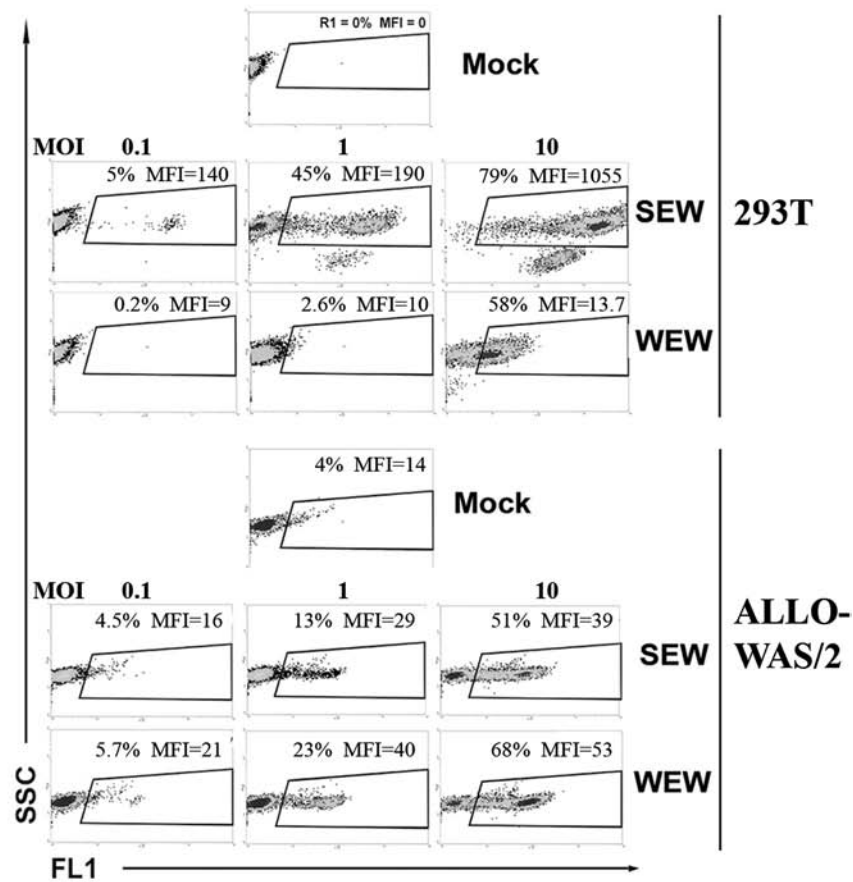 R1 = 0% MFI = 0
Mock
MOI 0.1 1 10
5% MFI=140
45% MFI=190
79% MFI=1055
SEW
293T
0.2% MFI=9
2.6% MFI=10
58% MFI=13.7
WEW
4% MFI=14
Mock
MOI 0.1 1 10
4.5% MFI=16
13% MFI=29
51% MFI=39
SEW
ALLO-
WAS/2
5.7% MFI=21
23% MFI=40
68% MFI=53
WEW
SSC
FL1